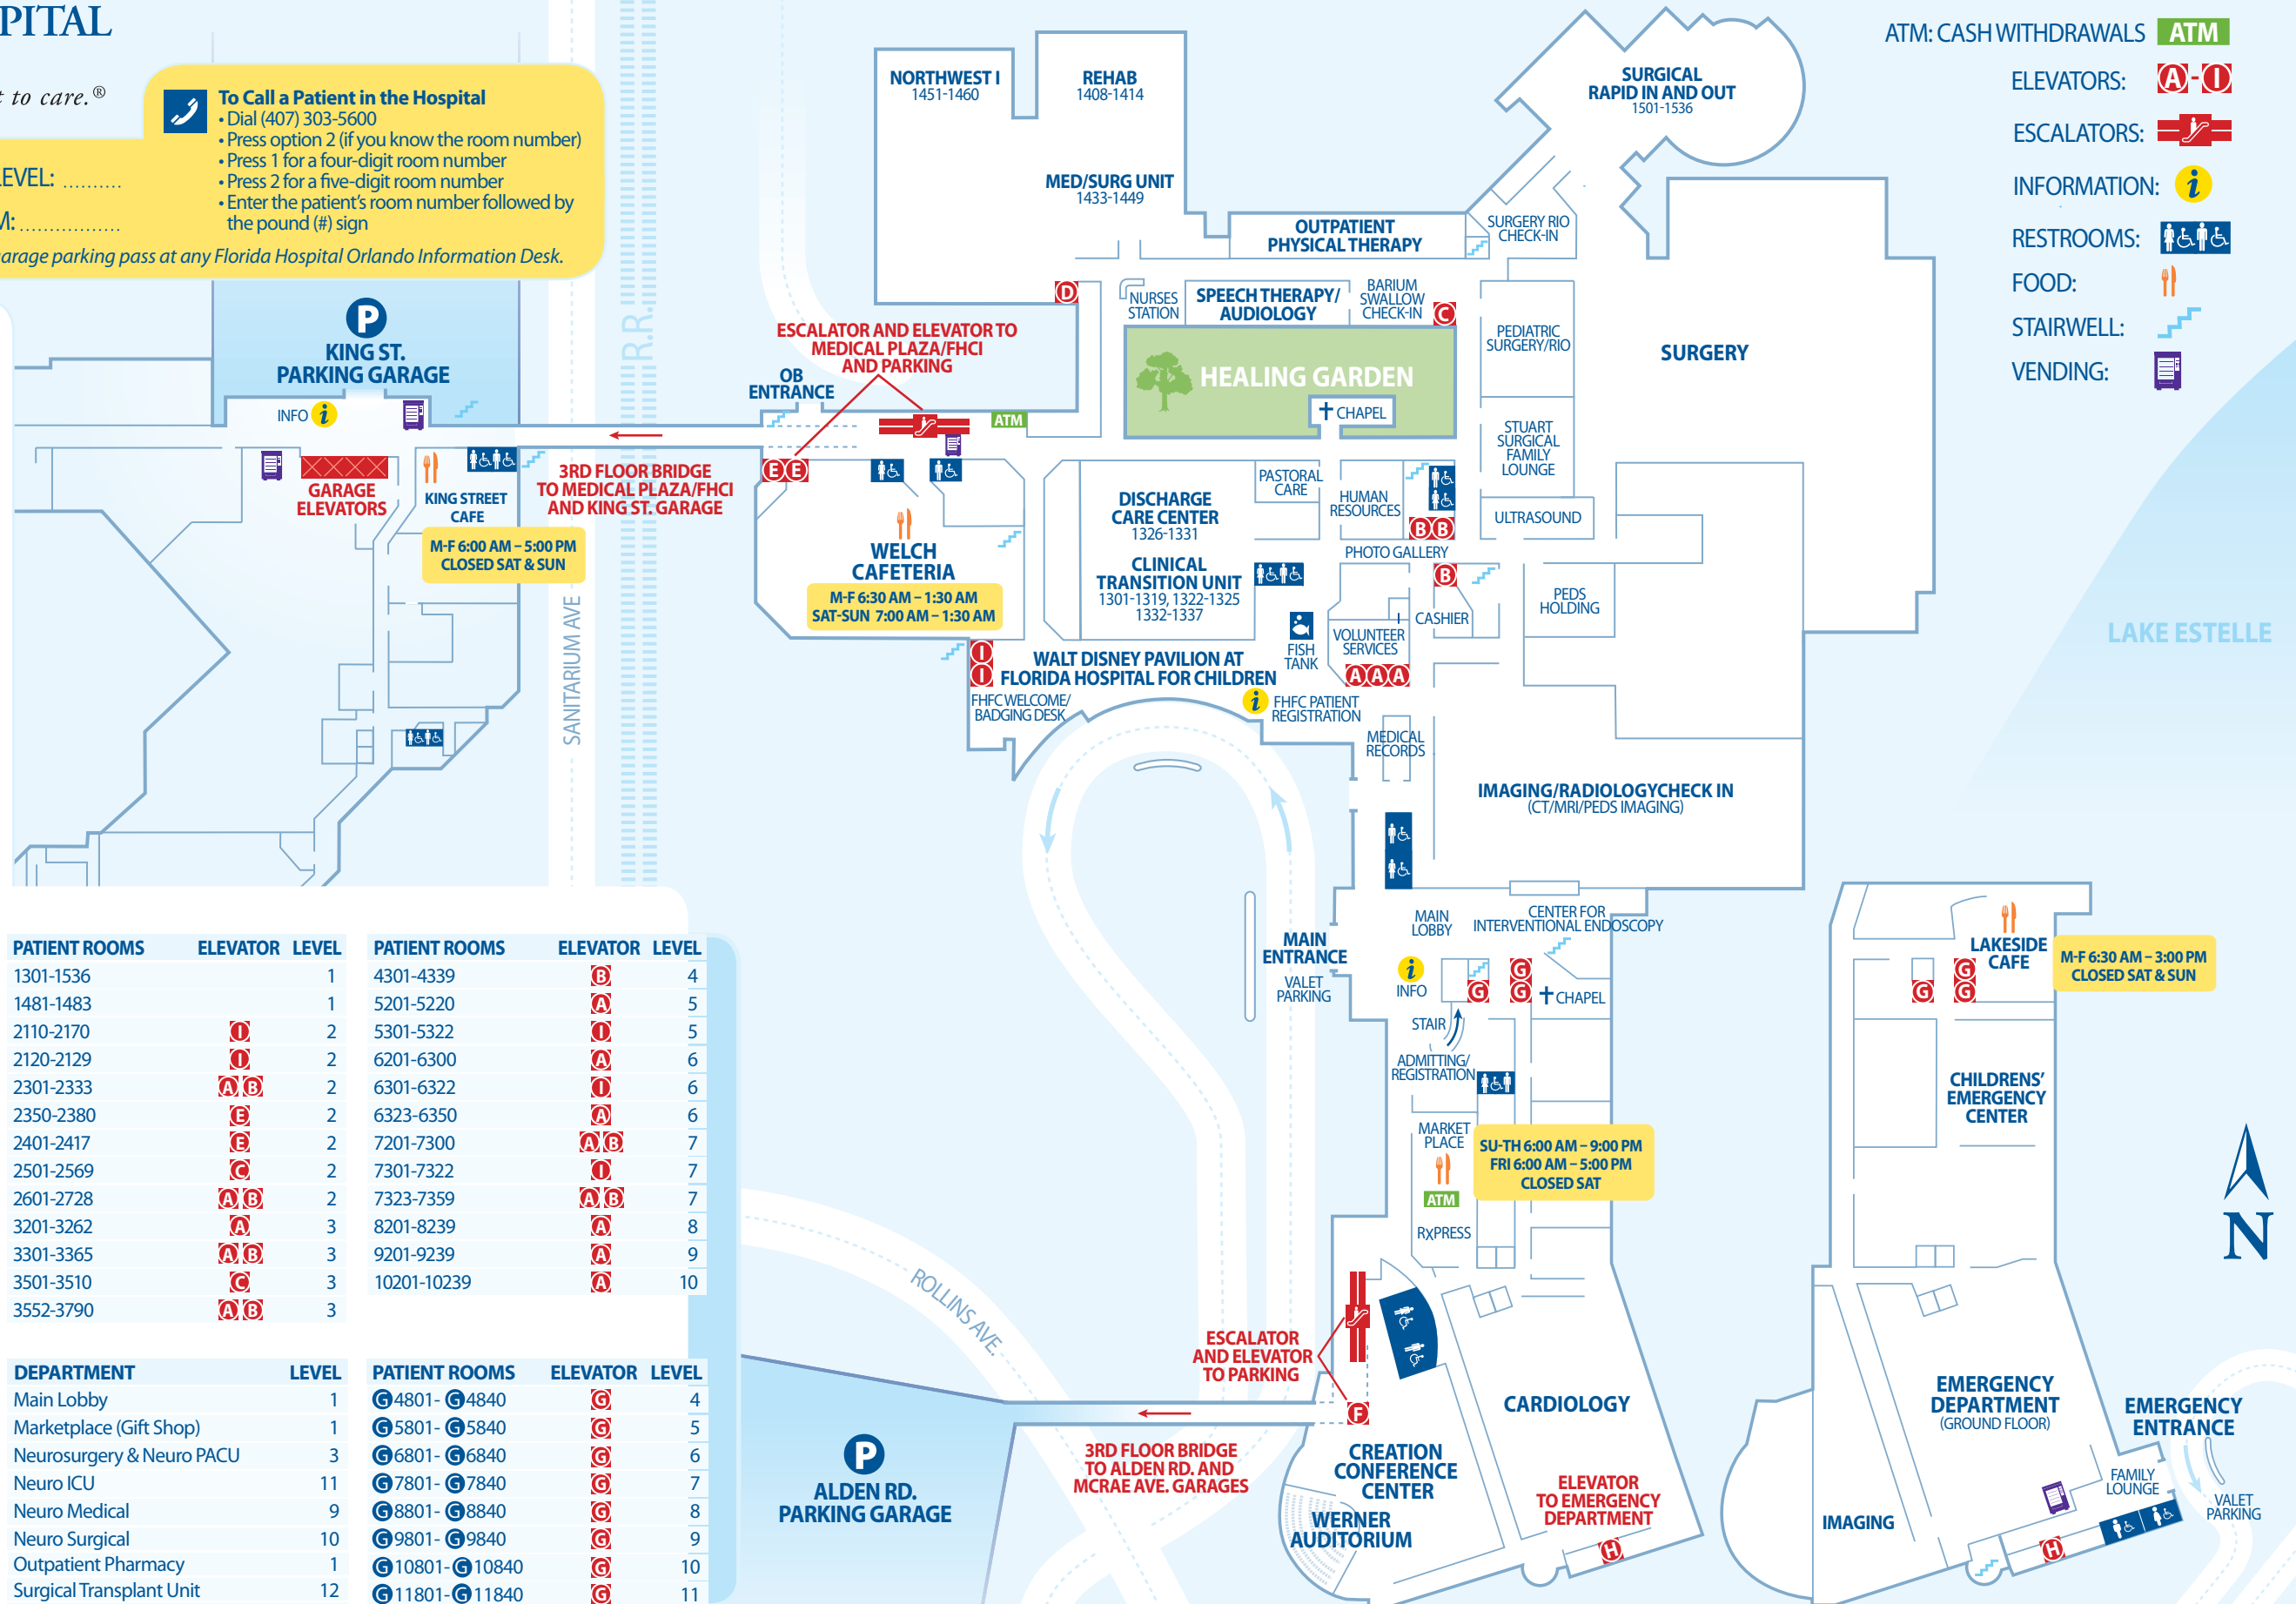 PITAL
t to care.®
To Call a Patient in the Hospital
• Dial (407) 303-5600
• Press option 2 (if you know the room number)
• Press 1 for a four-digit room number
• Press 2 for a five-digit room number
• Enter the patient's room number followed by
the pound (#) sign
LEVEL: ..........
M: .................
arage parking pass at any Florida Hospital Orlando Information Desk.
ATM: CASH WITHDRAWALS ATM
ELEVATORS: A-I
ESCALATORS:
INFORMATION: i
RESTROOMS:
FOOD:
STAIRWELL:
VENDING:
P
KING ST.
PARKING GARAGE
INFO i
GARAGE
ELEVATORS
KING STREET
CAFE
M-F 6:00 AM – 5:00 PM
CLOSED SAT & SUN
SANITARIUM AVE
R.R.
3RD FLOOR BRIDGE
TO MEDICAL PLAZA/FHCI
AND KING ST. GARAGE
ESCALATOR AND ELEVATOR TO
MEDICAL PLAZA/FHCI
AND PARKING
OB
ENTRANCE
ATM
E E
NORTHWEST I
1451-1460
REHAB
1408-1414
MED/SURG UNIT
1433-1449
D
SURGICAL
RAPID IN AND OUT
1501-1536
OUTPATIENT
PHYSICAL THERAPY
SURGERY RIO
CHECK-IN
NURSES
STATION
SPEECH THERAPY/
AUDIOLOGY
BARIUM
SWALLOW
CHECK-IN
C
HEALING GARDEN
CHAPEL
PEDIATRIC
SURGERY/RIO
SURGERY
STUART
SURGICAL
FAMILY
LOUNGE
ULTRASOUND
WELCH
CAFETERIA
M-F 6:30 AM – 1:30 AM
SAT-SUN 7:00 AM – 1:30 AM
DISCHARGE
CARE CENTER
1326-1331
CLINICAL
TRANSITION UNIT
1301-1319, 1322-1325
1332-1337
PASTORAL
CARE
HUMAN
RESOURCES
B B
PHOTO GALLERY
B
CASHIER
PEDS
HOLDING
FISH
TANK
VOLUNTEER
SERVICES
A A A
I
I
WALT DISNEY PAVILION AT
FLORIDA HOSPITAL FOR CHILDREN
FHFC WELCOME/
BADGING DESK
i FHFC PATIENT
REGISTRATION
MEDICAL
RECORDS
IMAGING/RADIOLOGYCHECK IN
(CT/MRI/PEDS IMAGING)
LAKE ESTELLE
MAIN
LOBBY
CENTER FOR
INTERVENTIONAL ENDOSCOPY
MAIN
ENTRANCE
VALET
PARKING
i
INFO
G
G
G
CHAPEL
STAIR
ADMITTING/
REGISTRATION
MARKET
PLACE
SU-TH 6:00 AM – 9:00 PM
FRI 6:00 AM – 5:00 PM
CLOSED SAT
ATM
RXPRESS
ESCALATOR
AND ELEVATOR
TO PARKING
F
3RD FLOOR BRIDGE
TO ALDEN RD. AND
MCRAE AVE. GARAGES
CARDIOLOGY
CREATION
CONFERENCE
CENTER
WERNER
AUDITORIUM
ELEVATOR
TO EMERGENCY
DEPARTMENT
H
ROLLINS AVE.
P
ALDEN RD.
PARKING GARAGE
LAKESIDE
CAFE
M-F 6:30 AM – 3:00 PM
CLOSED SAT & SUN
G
G
G
CHILDRENS'
EMERGENCY
CENTER
N
EMERGENCY
DEPARTMENT
(GROUND FLOOR)
EMERGENCY
ENTRANCE
FAMILY
LOUNGE
VALET
PARKING
IMAGING
H
PATIENT ROOMS ELEVATOR LEVEL
1301-1536 1
1481-1483 1
2110-2170 I 2
2120-2129 I 2
2301-2333 A B 2
2350-2380 E 2
2401-2417 E 2
2501-2569 C 2
2601-2728 A B 2
3201-3262 A 3
3301-3365 A B 3
3501-3510 C 3
3552-3790 A B 3
PATIENT ROOMS ELEVATOR LEVEL
4301-4339 B 4
5201-5220 A 5
5301-5322 I 5
6201-6300 A 6
6301-6322 I 6
6323-6350 A 6
7201-7300 A B 7
7301-7322 I 7
7323-7359 A B 7
8201-8239 A 8
9201-9239 A 9
10201-10239 A 10
DEPARTMENT LEVEL
Main Lobby 1
Marketplace (Gift Shop) 1
Neurosurgery & Neuro PACU 3
Neuro ICU 11
Neuro Medical 9
Neuro Surgical 10
Outpatient Pharmacy 1
Surgical Transplant Unit 12
PATIENT ROOMS ELEVATOR LEVEL
G4801- G4840 G 4
G5801- G5840 G 5
G6801- G6840 G 6
G7801- G7840 G 7
G8801- G8840 G 8
G9801- G9840 G 9
G10801- G10840 G 10
G11801- G11840 G 11